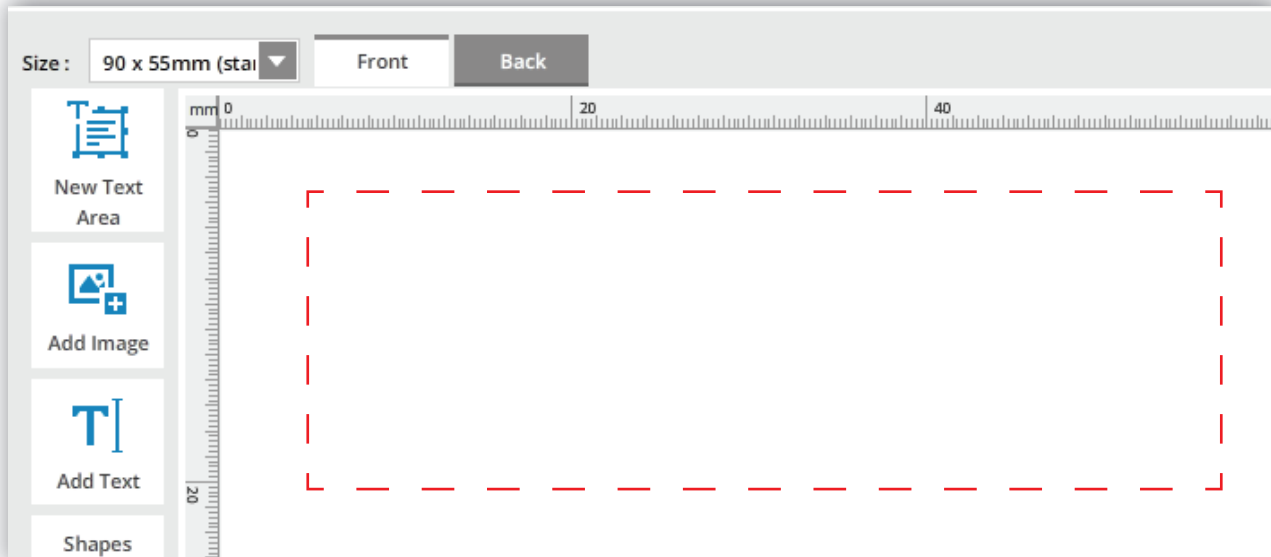 Size : 90 x 55mm (stai Front Back
mm 0 20 40
0
New Text
Area
Add Image
Add Text
20
Shapes